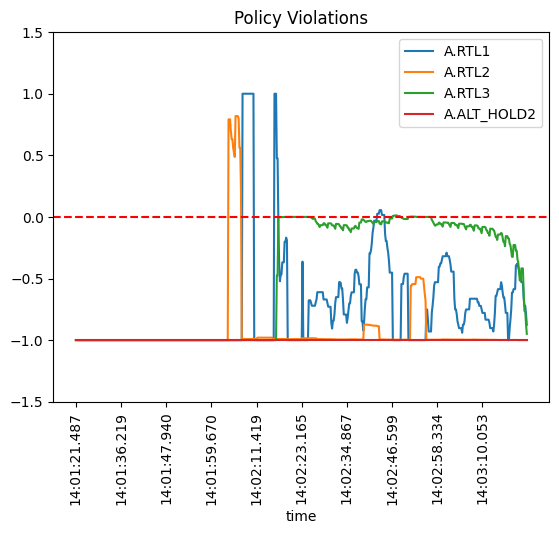 Policy Violations
A.RTL1
A.RTL2
A.RTL3
A.ALT_HOLD2
1.5
1.0
0.5
0.0
−0.5
−1.0
−1.5
14:01:21.487
14:01:36.219
14:01:47.940
14:01:59.670
14:02:11.419
14:02:23.165
14:02:34.867
14:02:46.599
14:02:58.334
14:03:10.053
time